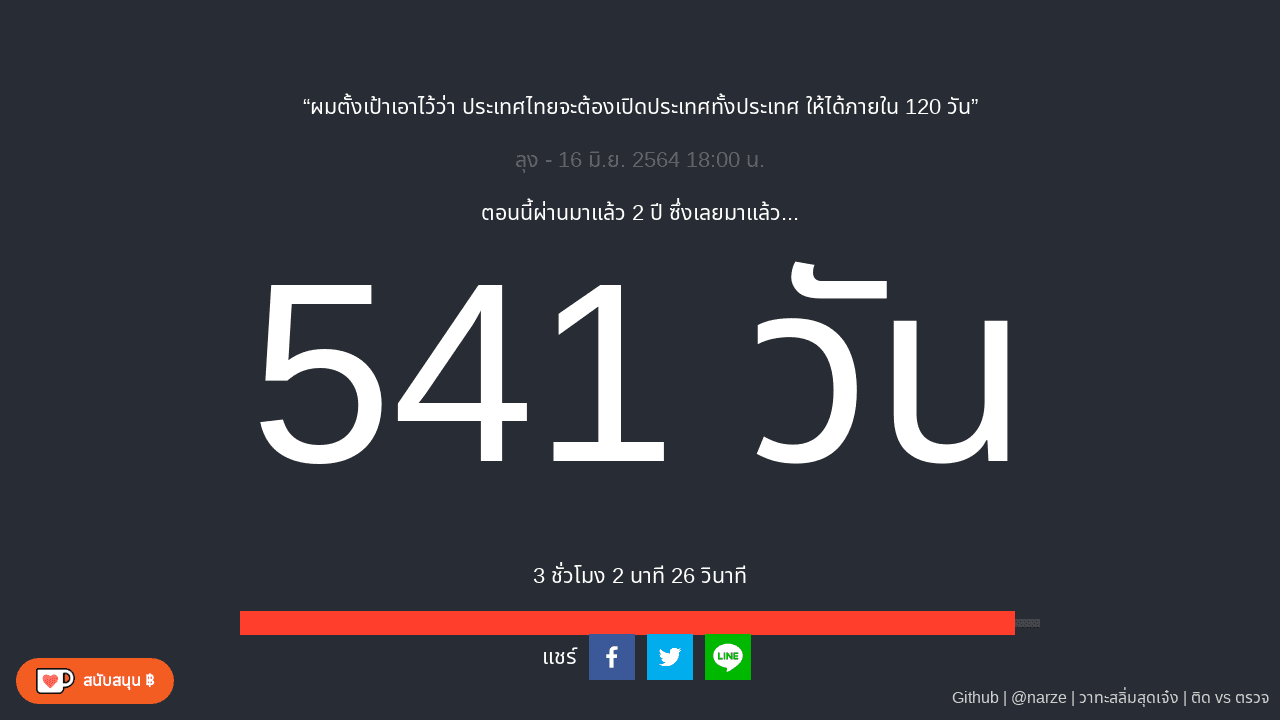 “ผมตั้งเป้าเอาไว้ว่า ประเทศไทยจะต้องเปิดประเทศทั้งประเทศ ให้ได้ภายใน 120 วัน”
ลุง - 16 มิ.ย. 2564 18:00 น.
ตอนนี้ผ่านมาแล้ว 2 ปี ซึ่งเลยมาแล้ว...
541 วัน
3 ชั่วโมง 2 นาที 26 วินาที
แชร์
LINE
สนับสนุน ฿
Github | @narze | วาทะสลิ่มสุดเจ๋ง | ติด vs ตรวจ